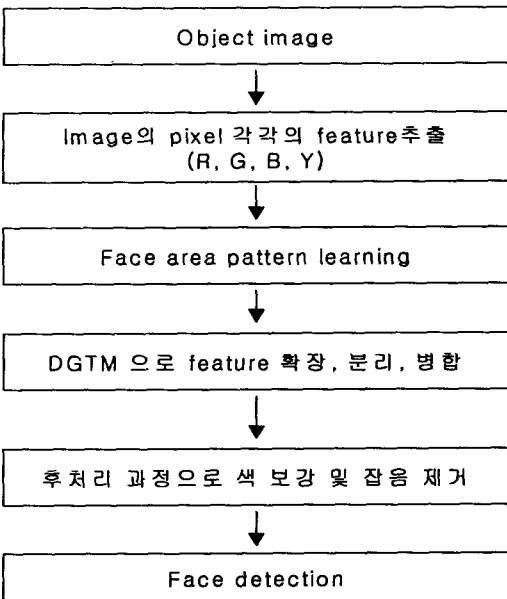 Object image
Image의 pixel 각각의 feature추출
(R, G, B, Y)
Face area pattern learning
DGTM 으로 feature 확장, 분리, 병합
후처리 과정으로 색 보강 및 잡음 제거
Face detection